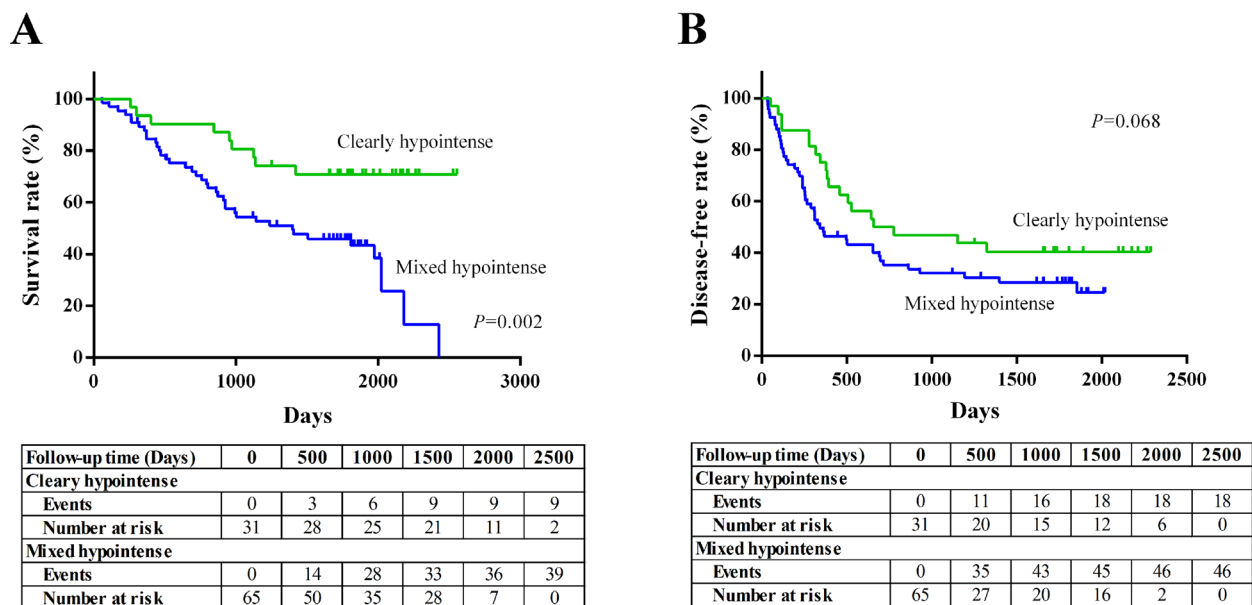 A
Survival rate (%)
100
80
60
40
20
0
Clearly hypointense
Mixed hypointense
P=0.002
0 1000 2000 3000
Days
Follow-up time (Days) 0 500 1000 1500 2000 2500
Cleary hypointense
Events 0 3 6 9 9 9
Number at risk 31 28 25 21 11 2
Mixed hypointense
Events 0 14 28 33 36 39
Number at risk 65 50 35 28 7 0
B
Disease-free rate (%)
100
80
60
40
20
0
P=0.068
Clearly hypointense
Mixed hypointense
0 500 1000 1500 2000 2500
Days
Follow-up time (Days) 0 500 1000 1500 2000 2500
Cleary hypointense
Events 0 11 16 18 18 18
Number at risk 31 20 15 12 6 0
Mixed hypointense
Events 0 35 43 45 46 46
Number at risk 65 27 20 16 2 0